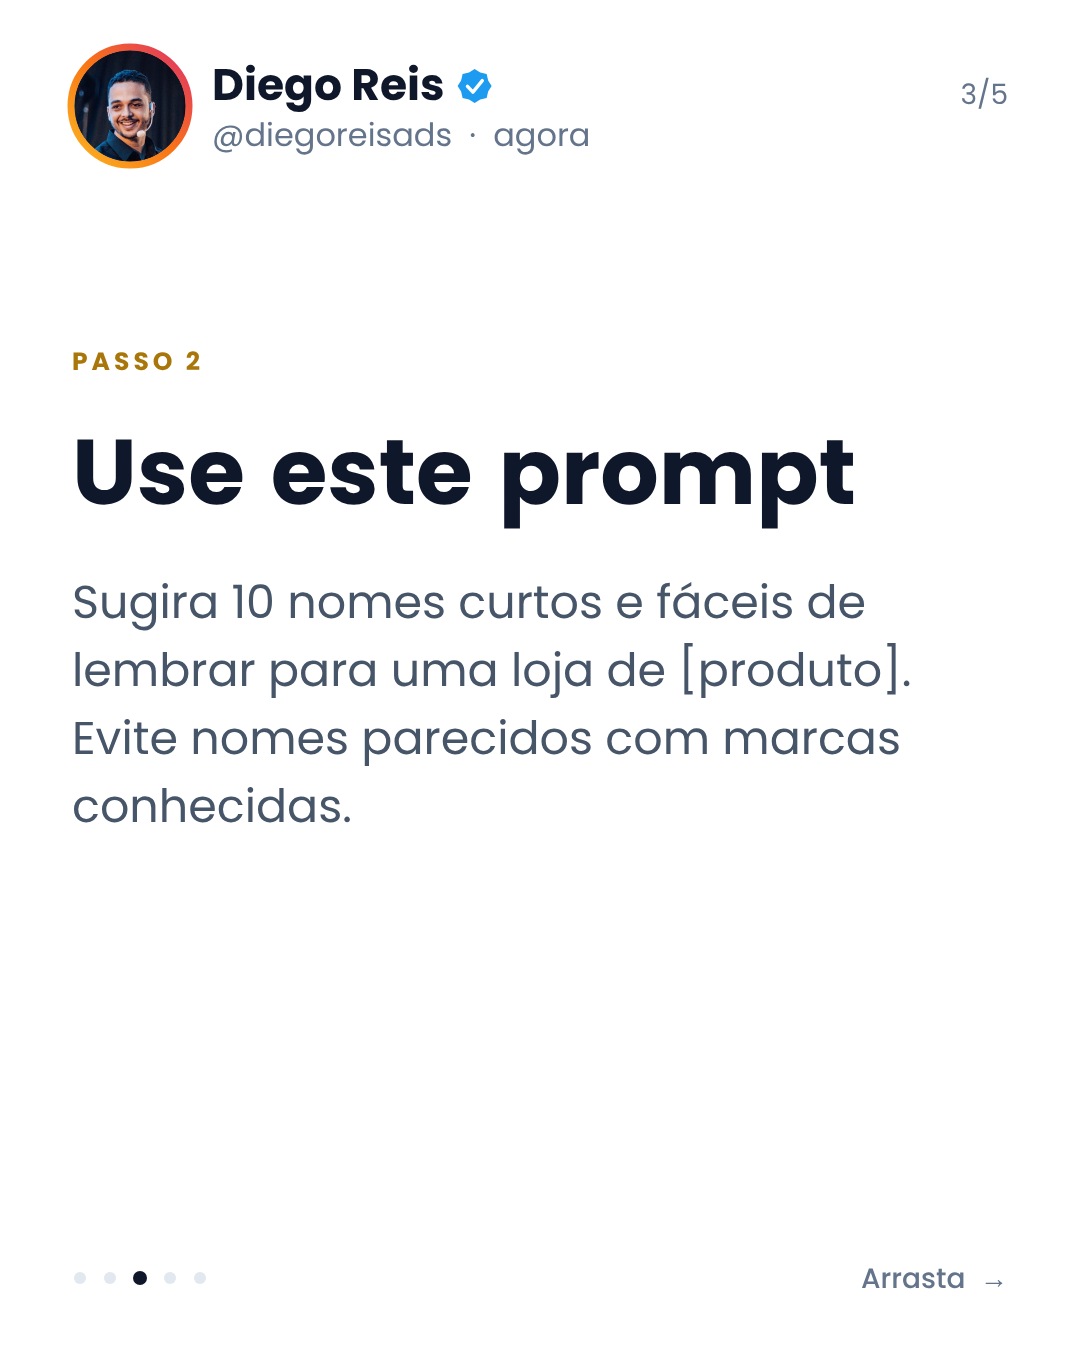 Diego Reis
3/5
@diegoreisads · agora
PASSO 2
Use este prompt
Sugira 10 nomes curtos e fáceis de
lembrar para uma loja de [produto].
Evite nomes parecidos com marcas
conhecidas.
Arrasta →